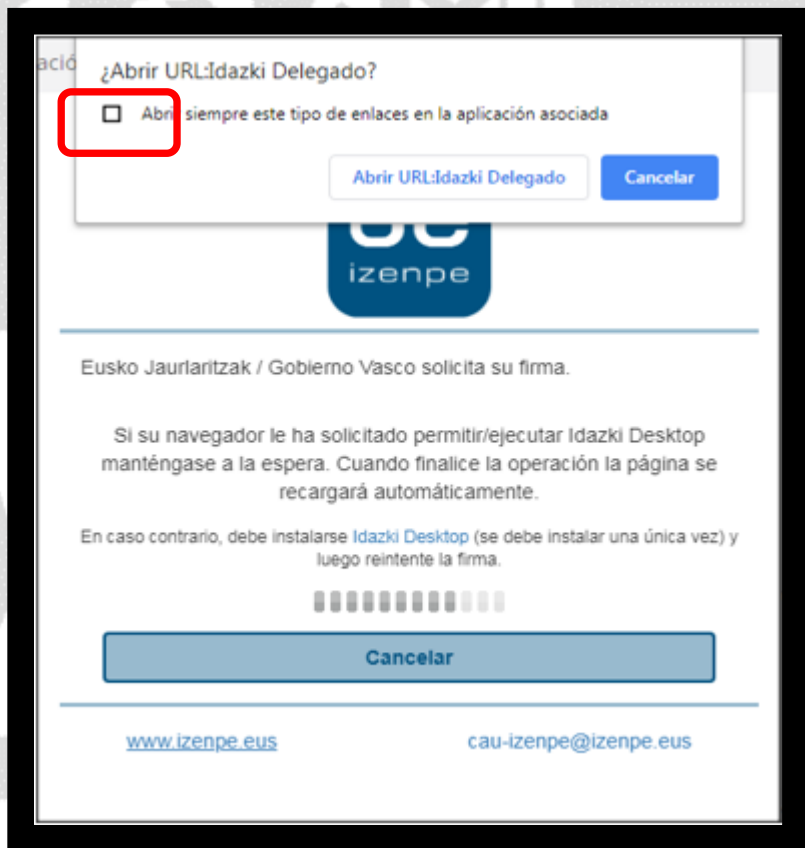 ació
¿Abrir URL:Idazki Delegado?
Abrir siempre este tipo de enlaces en la aplicación asociada
Abrir URL:Idazki Delegado
Cancelar
izenpe
Eusko Jaurlaritzak / Gobierno Vasco solicita su firma.
Si su navegador le ha solicitado permitir/ejecutar Idazki Desktop
manténgase a la espera. Cuando finalice la operación la página se
recargará automáticamente.
En caso contrario, debe instalarse Idazki Desktop (se debe instalar una única vez) y
luego reintente la firma.
Cancelar
www.izenpe.eus
cau-izenpe@izenpe.eus